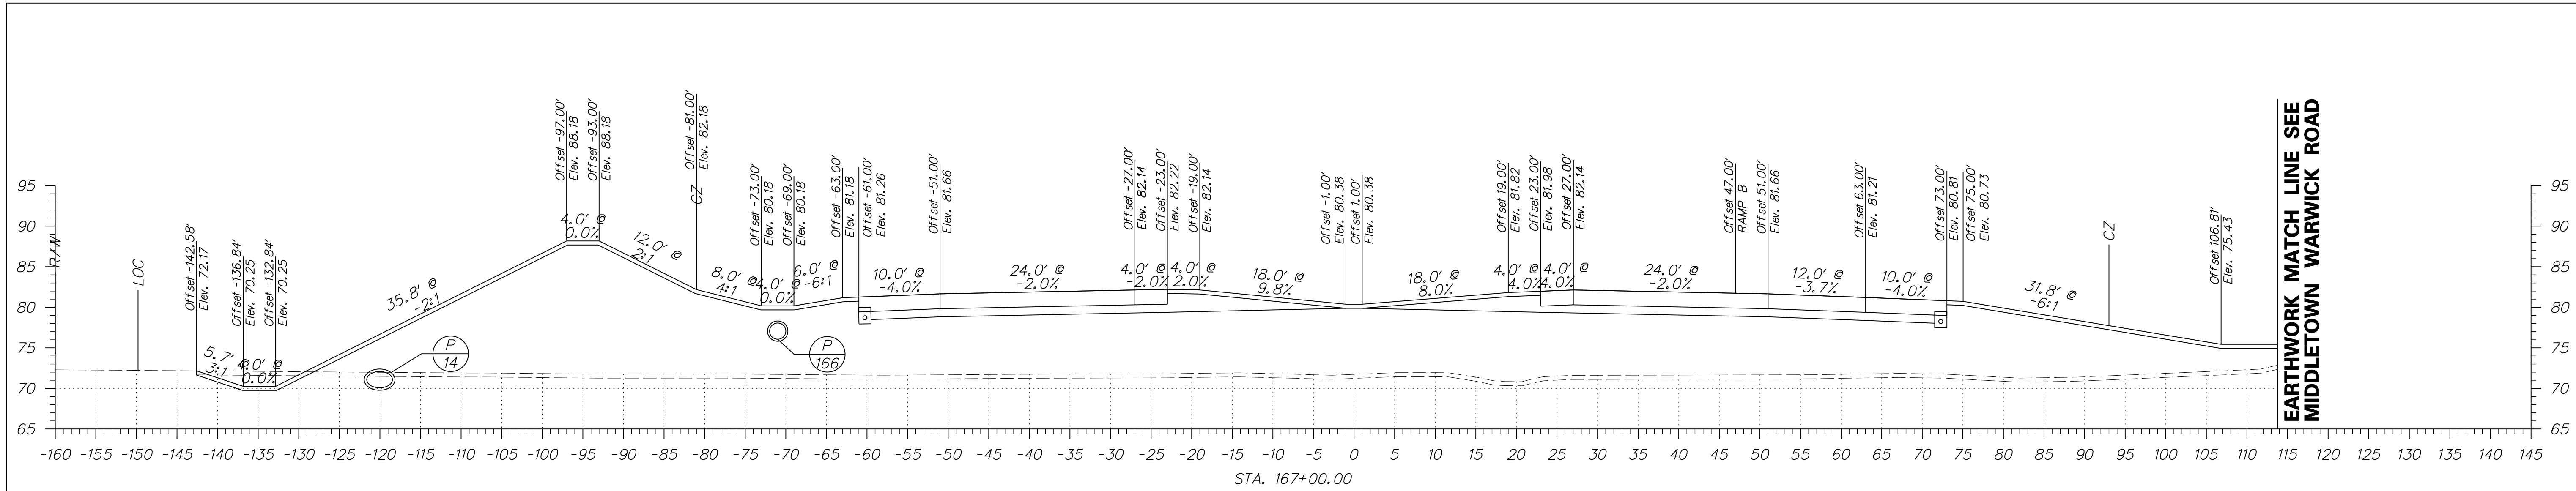 R/W
LOC
Offset -142.58'
Elev. 72.17
Offset -136.84'
Elev. 70.25
Offset -132.84'
Elev. 70.25
Offset -97.00'
Elev. 88.18
Offset -93.00'
Elev. 88.18
Offset -81.00'
Elev. 82.18
CZ
Offset -73.00'
Elev. 80.18
Offset -69.00'
Elev. 80.18
Offset -63.00'
Elev. 81.18
Offset -61.00'
Elev. 81.26
Offset -51.00'
Elev. 81.66
Offset -27.00'
Elev. 82.14
Offset -23.00'
Elev. 82.22
Offset -19.00'
Elev. 82.14
Offset -1.00'
Elev. 80.38
Offset 1.00'
Elev. 80.38
Offset 19.00'
Elev. 81.82
Offset 23.00'
Elev. 81.98
Offset 27.00'
Elev. 82.14
Offset 47.00'
RAMP B
Offset 51.00'
Elev. 81.66
Offset 63.00'
Elev. 81.21
Offset 73.00'
Elev. 80.81
Offset 75.00'
Elev. 80.73
CZ
Offset 106.81'
Elev. 75.43
EARTHWORK MATCH LINE SEE
MIDDLETOWN WARWICK ROAD
5.7'
3:1
4.0' @
0.0%
35.8' @
-2:1
4.0' @
0.0%
12.0' @
2:1
8.0' @
4:1
4.0' @
0.0%
6.0' @
-6:1
10.0' @
-4.0%
24.0' @
-2.0%
4.0' @
-2.0%
4.0' @
2.0%
18.0' @
9.8%
18.0' @
8.0%
4.0' @
4.0%
4.0' @
4.0%
24.0' @
-2.0%
12.0' @
-3.7%
10.0' @
-4.0%
31.8' @
-6:1
P
14
P
166
95
90
85
80
75
70
65
95
90
85
80
75
70
65
-160 -155 -150 -145 -140 -135 -130 -125 -120 -115 -110 -105 -100 -95 -90 -85 -80 -75 -70 -65 -60 -55 -50 -45 -40 -35 -30 -25 -20 -15 -10 -5 0 5 10 15 20 25 30 35 40 45 50 55 60 65 70 75 80 85 90 95 100 105 110 115 120 125 130 135 140 145
STA. 167+00.00